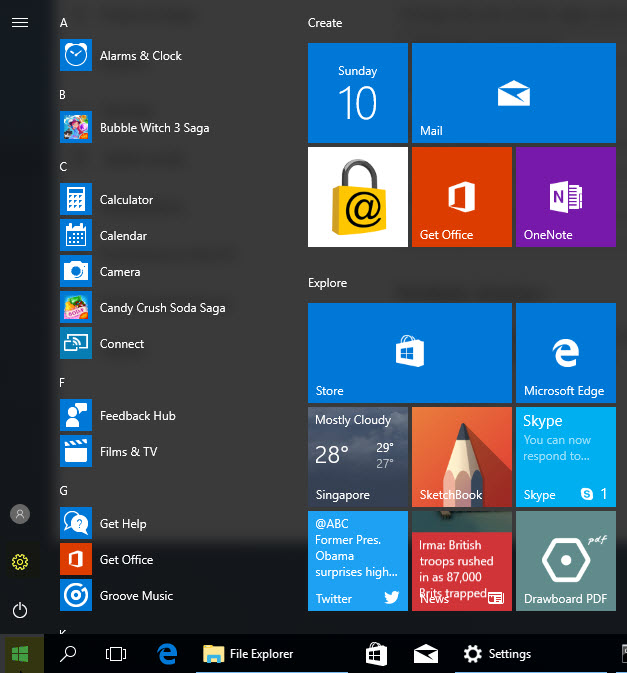 A
Alarms & Clock
B
Bubble Witch 3 Saga
C
Calculator
Calendar
Camera
Candy Crush Soda Saga
Connect
F
Feedback Hub
Films & TV
G
Get Help
Get Office
Groove Music
K
Create
Sunday
10
Mail
@
Get Office
N
OneNote
Explore
Store
Microsoft Edge
Mostly Cloudy
28°
29°
27°
Singapore
SketchBook
Skype
You can now
respond to...
Skype
1
@ABC
Former Pres.
Obama
surprises high...
Twitter
Irma: British
troops rushed
in as 87,000
Brits trapped
News
pdf
Drawboard PDF
File Explorer
Settings